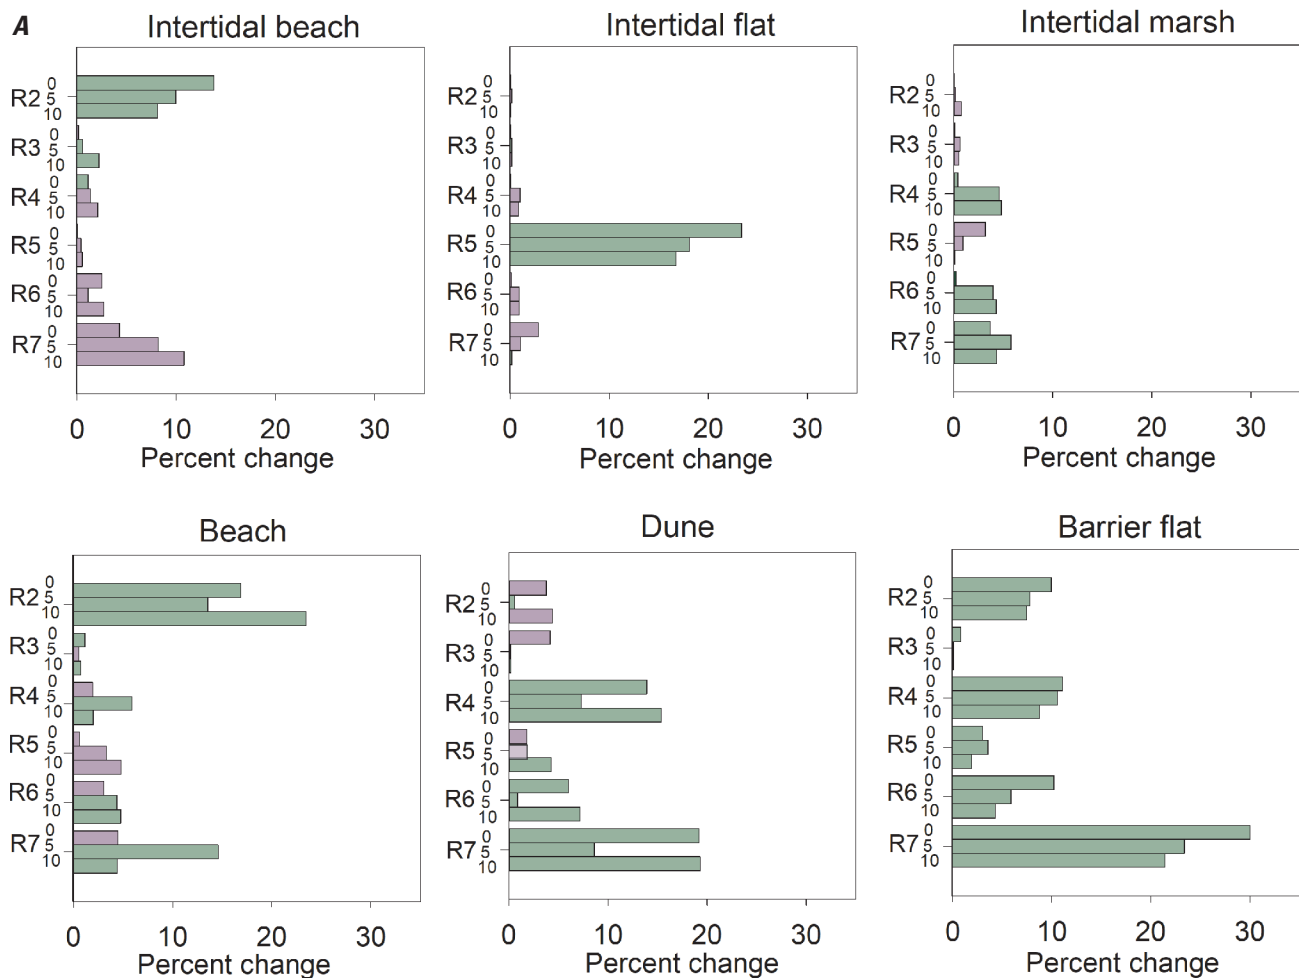 A
Intertidal beach
Intertidal flat
Intertidal marsh
R2 0 5 10
R3 0 5 10
R4 0 5 10
R5 0 5 10
R6 0 5 10
R7 0 5 10
0 10 20 30
Percent change
R2 0 5 10
R3 0 5 10
R4 0 5 10
R5 0 5 10
R6 0 5 10
R7 0 5 10
0 10 20 30
Percent change
R2 0 5 10
R3 0 5 10
R4 0 5 10
R5 0 5 10
R6 0 5 10
R7 0 5 10
0 10 20 30
Percent change
Beach
Dune
Barrier flat
R2 0 5 10
R3 0 5 10
R4 0 5 10
R5 0 5 10
R6 0 5 10
R7 0 5 10
0 10 20 30
Percent change
R2 0 5 10
R3 0 5 10
R4 0 5 10
R5 0 5 10
R6 0 5 10
R7 0 5 10
0 10 20 30
Percent change
R2 0 5 10
R3 0 5 10
R4 0 5 10
R5 0 5 10
R6 0 5 10
R7 0 5 10
0 10 20 30
Percent change